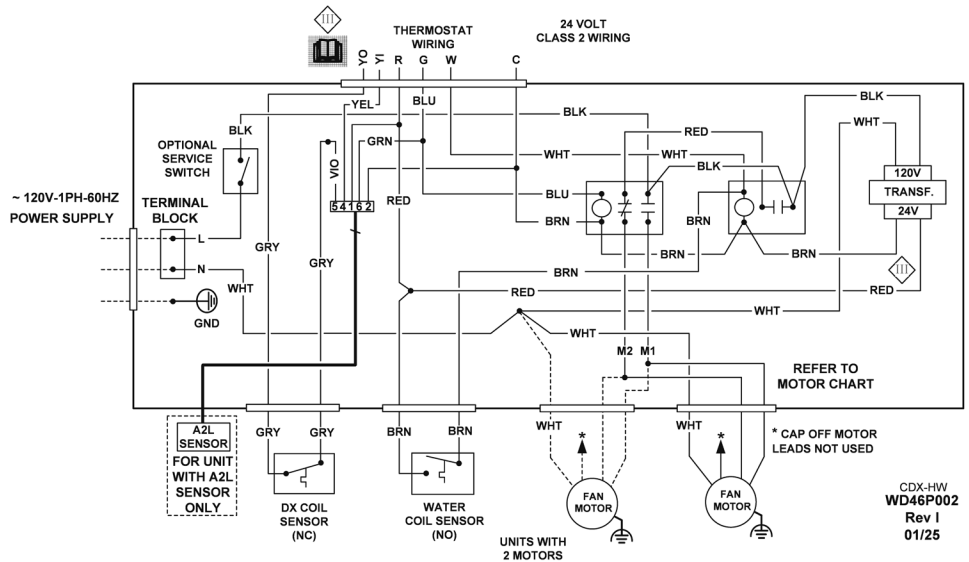 III
THERMOSTAT
WIRING
24 VOLT
CLASS 2 WIRING
YO YI R G W C
BLU
YEL
BLK
BLK
WHT
BLK
OPTIONAL
SERVICE
SWITCH
GRN
VIO
RED
WHT
WHT
BLK
120V
TRANSF.
24V
~ 120V-1PH-60HZ
POWER SUPPLY
TERMINAL
BLOCK
5 4 1 6 2
RED
BLU
BRN
BRN
L
GRY
GRY
BRN
BRN
III
N
WHT
BRN
RED
RED
GND
WHT
WHT
M2 M1
REFER TO
MOTOR CHART
A2L
SENSOR
GRY
GRY
BRN
BRN
WHT
*
WHT
*
* CAP OFF MOTOR
LEADS NOT USED
FOR UNIT
WITH A2L
SENSOR
ONLY
DX COIL
SENSOR
(NC)
WATER
COIL SENSOR
(NO)
FAN
MOTOR
FAN
MOTOR
UNITS WITH
2 MOTORS
CDX-HW
WD46P002
Rev I
01/25